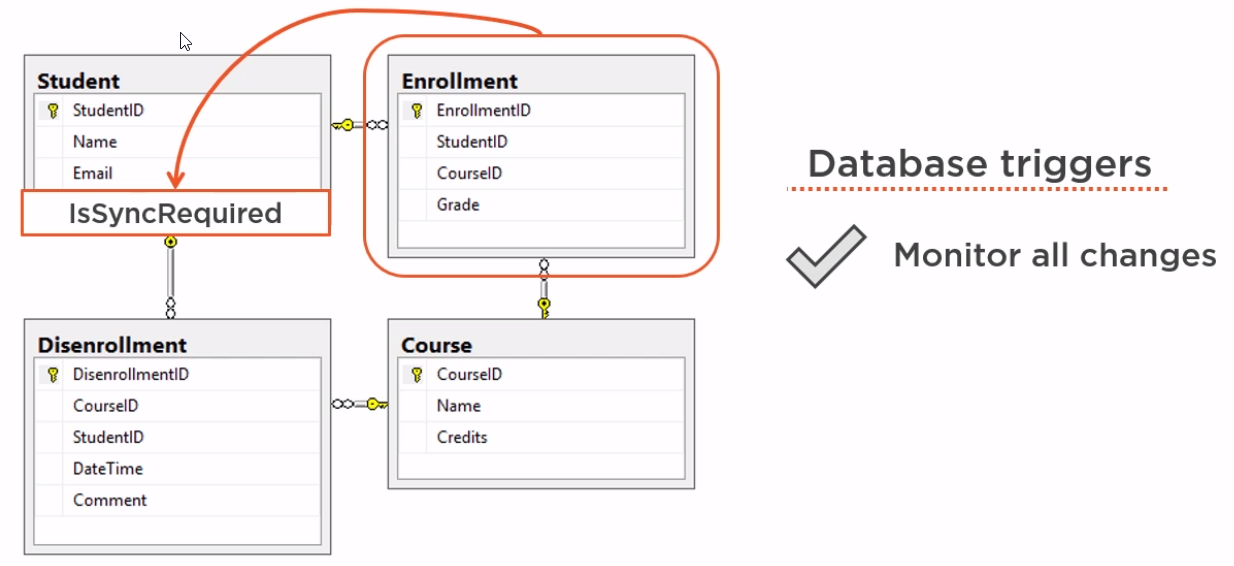 Student
StudentID
Name
Email
IsSyncRequired
Enrollment
EnrollmentID
StudentID
CourseID
Grade
Disenrollment
DisenrollmentID
CourseID
StudentID
DateTime
Comment
Course
CourseID
Name
Credits
Database triggers
Monitor all changes